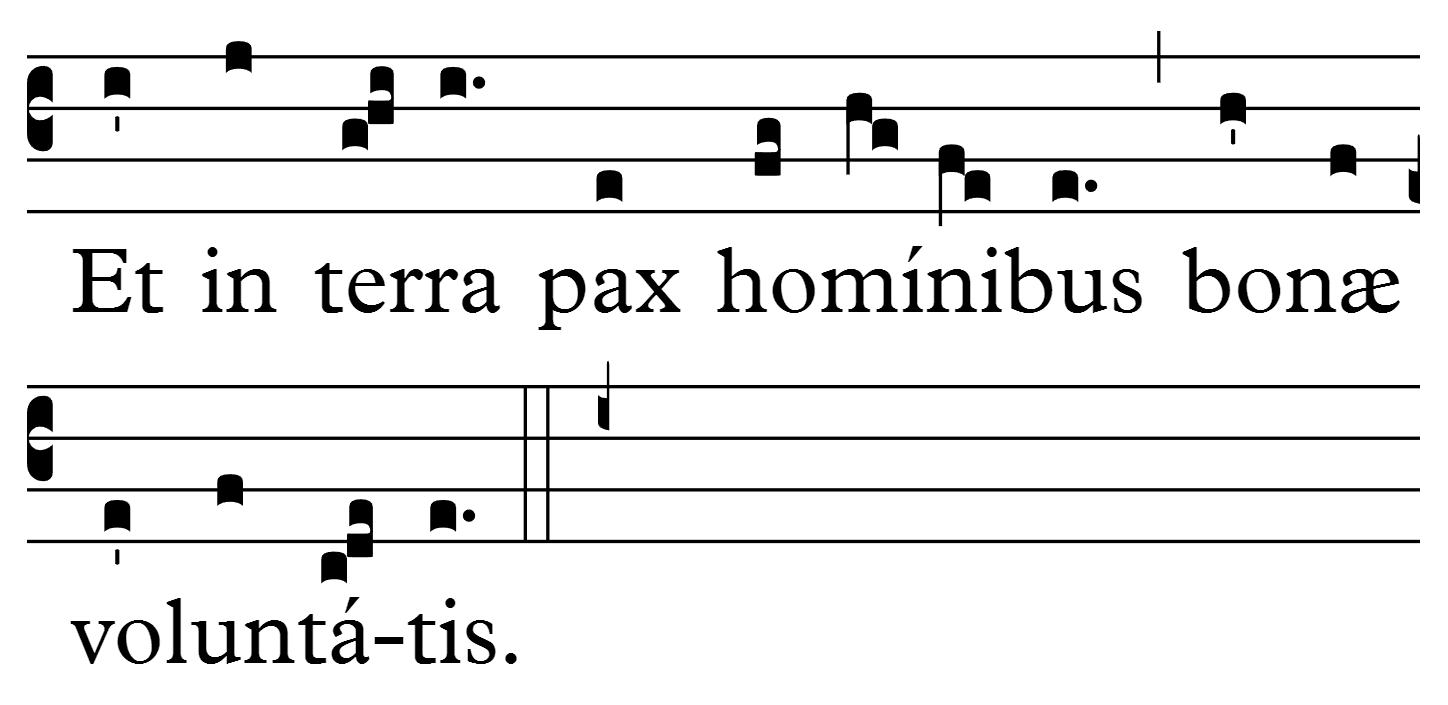 Et in terra pax homínibus bonæ
voluntá-tis.